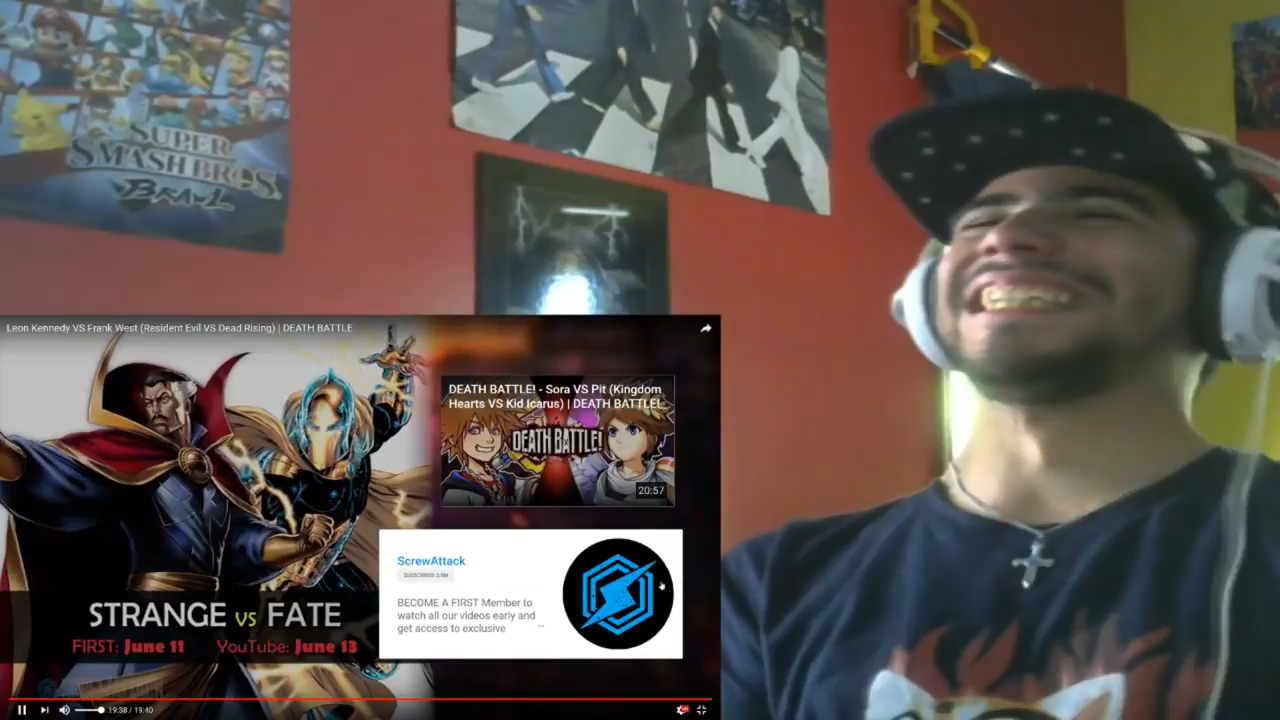 SUPER
SMASH BROS
BRAWL
Leon Kennedy VS Frank West (Resident Evil VS Dead Rising) | DEATH BATTLE
DEATH BATTLE! - Sora VS Pit (Kingdom
Hearts VS Kid Icarus) | DEATH BATTLE!...
DEATH BATTLE!
20:57
ScrewAttack
SUBSCRIBED
BECOME A FIRST Member to
watch all our videos early and
get access to exclusive ...
STRANGE vs FATE
FIRST: June 11 YouTube: June 13
19:38 / 19:40